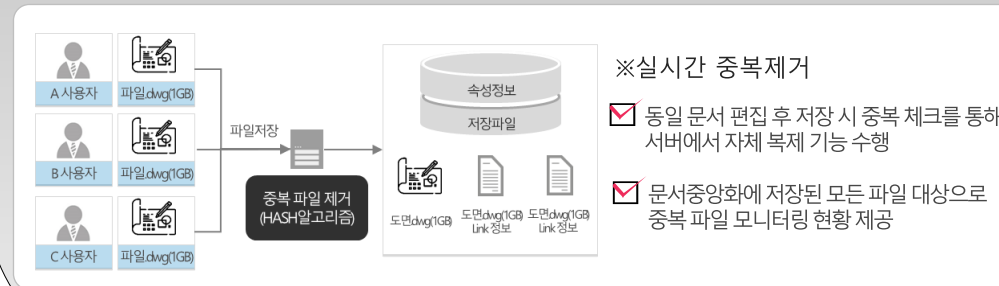 A 사용자
파일.dwg(1GB)
B 사용자
파일.dwg(1GB)
C 사용자
파일.dwg(1GB)
파일저장
중복 파일 제거
(HASH알고리즘)
속성정보
저장파일
도면.dwg(1GB)
도면.dwg(1GB)
Link 정보
도면.dwg(1GB)
Link 정보
※실시간 중복제거
동일 문서 편집 후 저장 시 중복 체크를 통해
서버에서 자체 복제 기능 수행
문서중앙화에 저장된 모든 파일 대상으로
중복 파일 모니터링 현황 제공